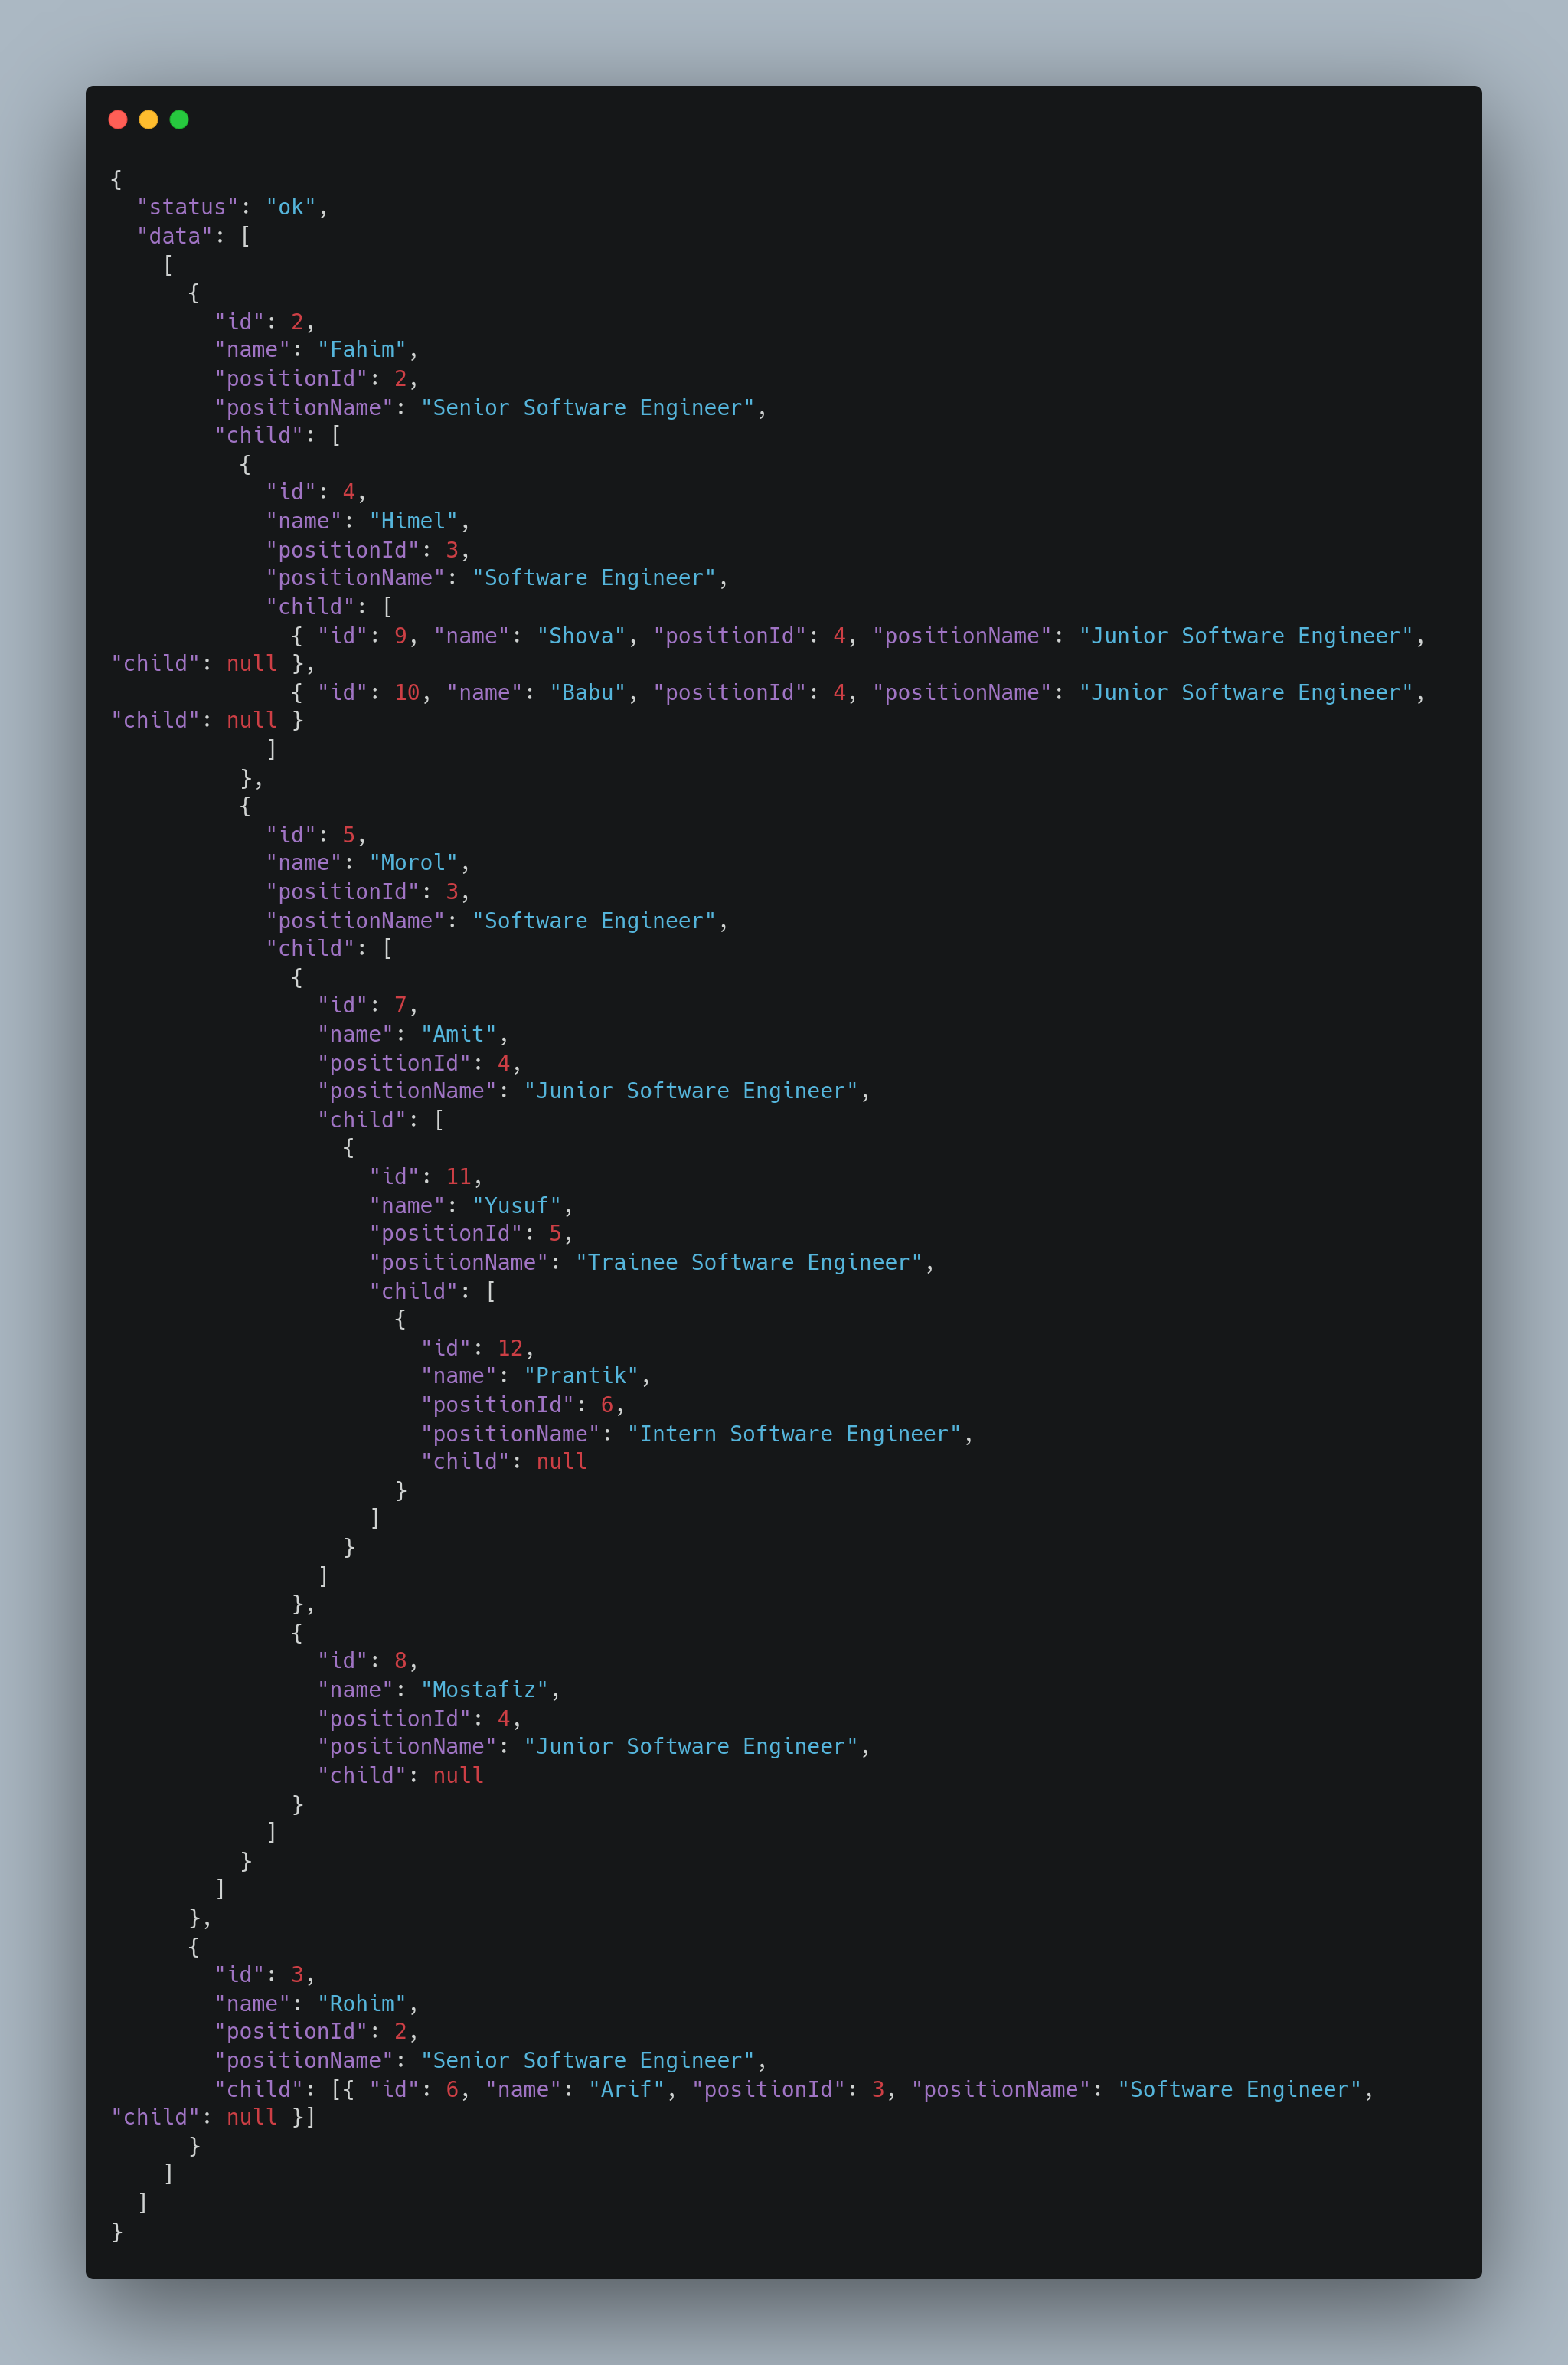 {
  "status": "ok",
  "data": [
    [
      {
        "id": 2,
        "name": "Fahim",
        "positionId": 2,
        "positionName": "Senior Software Engineer",
        "child": [
          {
            "id": 4,
            "name": "Himel",
            "positionId": 3,
            "positionName": "Software Engineer",
            "child": [
              { "id": 9, "name": "Shova", "positionId": 4, "positionName": "Junior Software Engineer",
"child": null },
              { "id": 10, "name": "Babu", "positionId": 4, "positionName": "Junior Software Engineer",
"child": null }
            ]
          },
          {
            "id": 5,
            "name": "Morol",
            "positionId": 3,
            "positionName": "Software Engineer",
            "child": [
              {
                "id": 7,
                "name": "Amit",
                "positionId": 4,
                "positionName": "Junior Software Engineer",
                "child": [
                  {
                    "id": 11,
                    "name": "Yusuf",
                    "positionId": 5,
                    "positionName": "Trainee Software Engineer",
                    "child": [
                      {
                        "id": 12,
                        "name": "Prantik",
                        "positionId": 6,
                        "positionName": "Intern Software Engineer",
                        "child": null
                      }
                    ]
                  }
                ]
              },
              {
                "id": 8,
                "name": "Mostafiz",
                "positionId": 4,
                "positionName": "Junior Software Engineer",
                "child": null
              }
            ]
          }
        ]
      },
      {
        "id": 3,
        "name": "Rohim",
        "positionId": 2,
        "positionName": "Senior Software Engineer",
        "child": [{ "id": 6, "name": "Arif", "positionId": 3, "positionName": "Software Engineer",
"child": null }]
      }
    ]
  ]
}